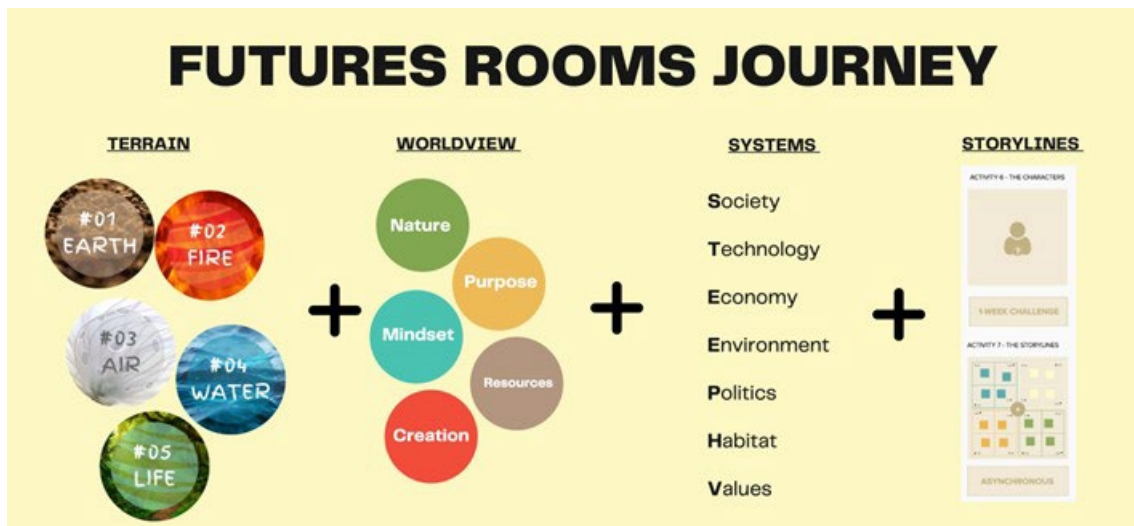 FUTURES ROOMS JOURNEY
TERRAIN
#01
EARTH
#02
FIRE
#03
AIR
#04
WATER
#05
LIFE
WORLDVIEW
Nature
Purpose
Mindset
Resources
Creation
SYSTEMS
Society
Technology
Economy
Environment
Politics
Habitat
Values
STORYLINES
ACTIVITY 6 - THE CHARACTERS
1-WEEK CHALLENGE
ACTIVITY 7 - THE STORYLINES
ASYNCHRONOUS